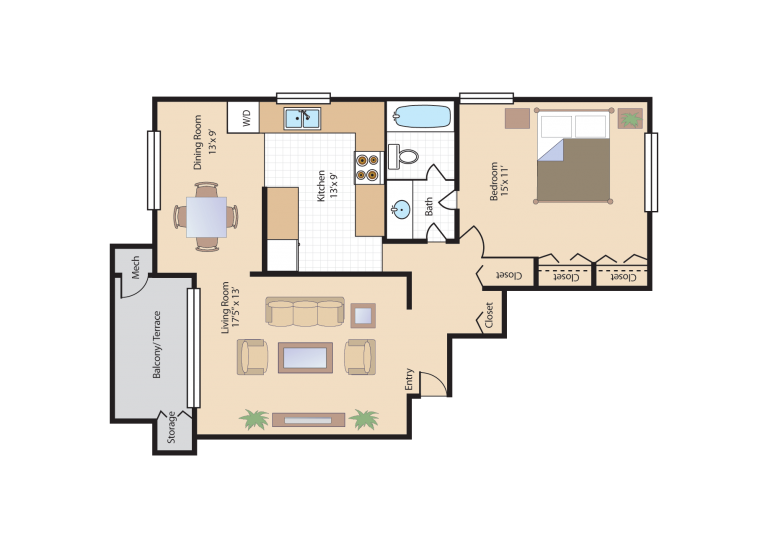 Dining Room
13'x 9'
W/D
Kitchen
13'x 9'
Bath
Bedroom
15'x 11'
Closet
Closet
Closet
Closet
Mech
Living Room
17'5"x 13'
Balcony/Terrace
Entry
Storage